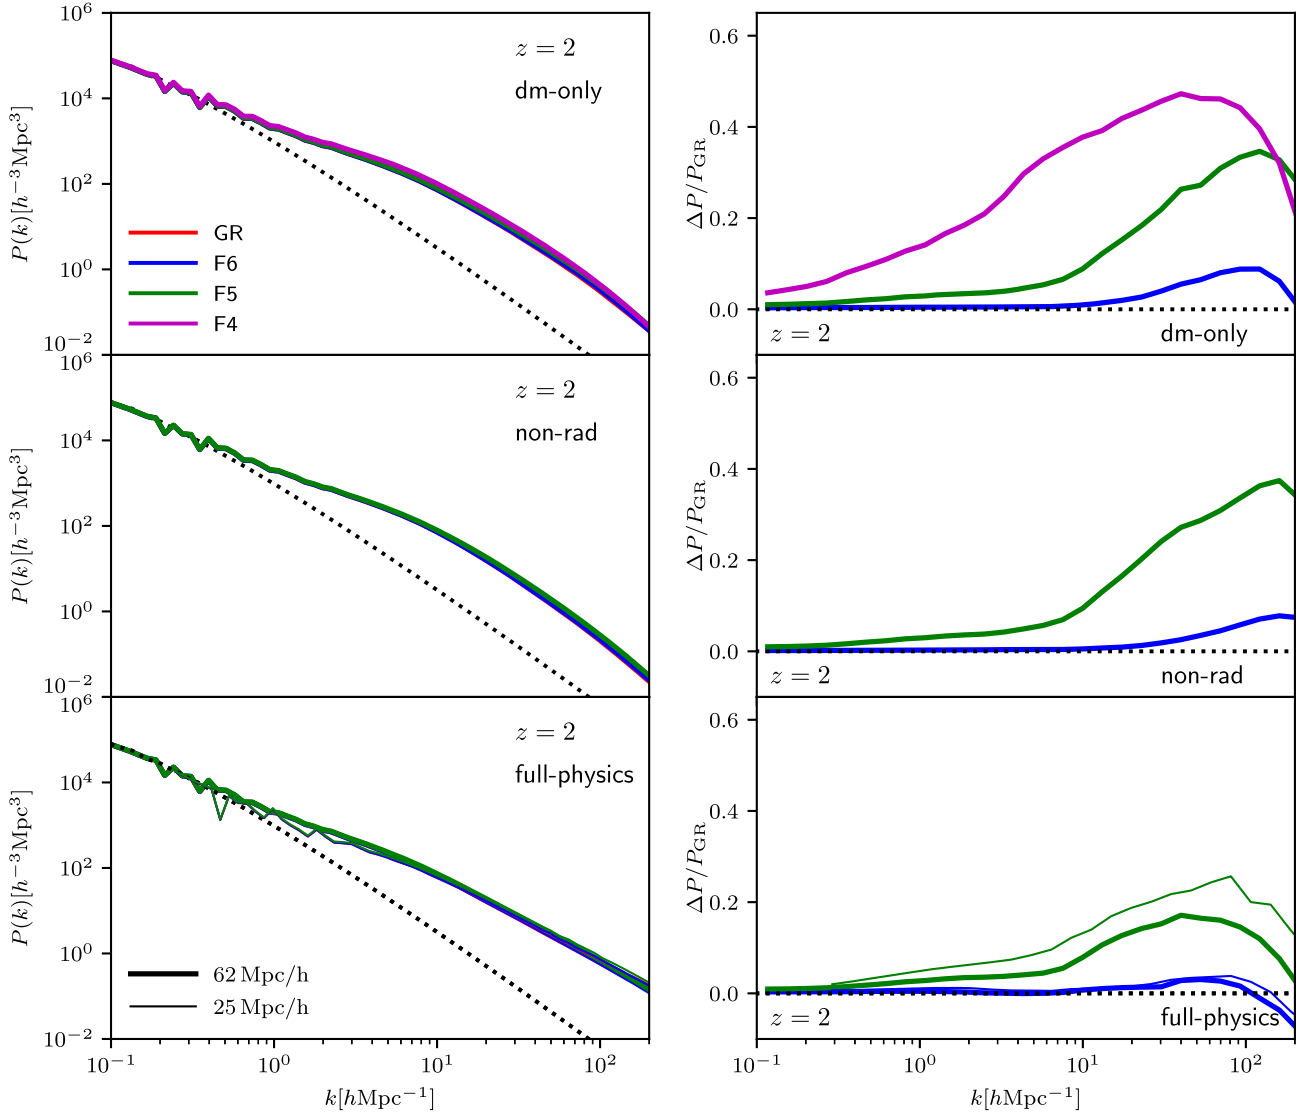 10^6
10^4
10^2
10^0
10^−2
P(k)[h^−3Mpc^3]
z = 2
dm-only
GR
F6
F5
F4
0.6
0.4
0.2
0.0
ΔP/P_GR
z = 2
dm-only
10^6
10^4
10^2
10^0
10^−2
P(k)[h^−3Mpc^3]
z = 2
non-rad
0.6
0.4
0.2
0.0
ΔP/P_GR
z = 2
non-rad
10^6
10^4
10^2
10^0
10^−2
P(k)[h^−3Mpc^3]
z = 2
full-physics
62 Mpc/h
25 Mpc/h
10^−1 10^0 10^1 10^2
k[hMpc^−1]
0.6
0.4
0.2
0.0
ΔP/P_GR
z = 2
full-physics
10^−1 10^0 10^1 10^2
k[hMpc^−1]